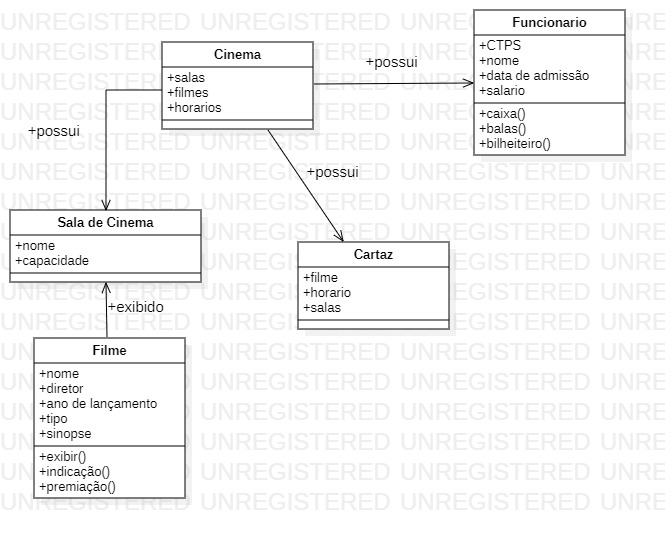 Cinema
+salas
+filmes
+horarios
+possui
Funcionario
+CTPS
+nome
+data de admissão
+salario
+caixa()
+balas()
+bilheiteiro()
+possui
+possui
Sala de Cinema
+nome
+capacidade
Cartaz
+filme
+horario
+salas
+exibido
Filme
+nome
+diretor
+ano de lançamento
+tipo
+sinopse
+exibir()
+indicação()
+premiação()
UNREGISTERED UNREGISTERED UNREGISTERED UNRE